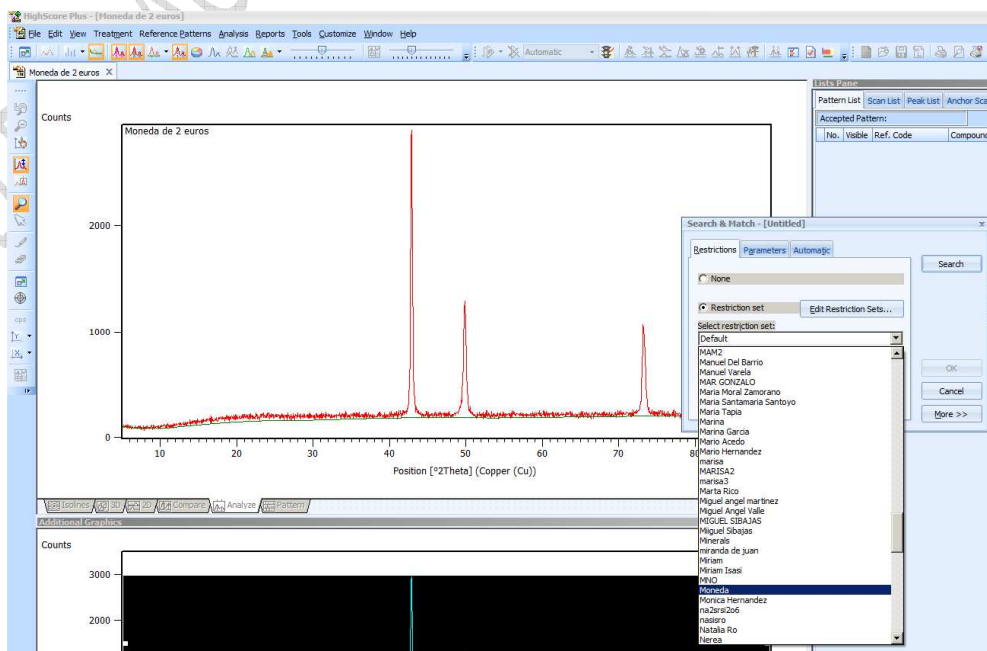 HighScore Plus - [Moneda de 2 euros]
File Edit View Treatment Reference Patterns Analysis Reports Tools Customize Window Help
Automatic
Moneda de 2 euros X
Lists Pane
Pattern List Scan List Peak List Anchor Sca
Accepted Pattern:
No. Visible Ref. Code Compound
Counts
Moneda de 2 euros
2000
1000
0
10 20 30 40 50 60 70 80
Position [°2Theta] (Copper (Cu))
cps
Search & Match - [Untitled] x
Restrictions Parameters Automatic
Search
None
Restriction set Edit Restriction Sets...
Select restriction set:
Default
MAM2
Manuel Del Barrio
Manuel Varela
MAR GONZALO
Maria Moral Zamorano
Maria Santamaria Santoyo
Maria Tapia
Marina
Marina Garcia
Mario Acedo
Mario Hernandez
marisa
MARISA2
marisa3
Marta Rico
Miguel angel martinez
Miguel Angel Valle
MIGUEL SIBAJAS
Miiguel Sibajas
Minerals
miranda de juan
Miriam
Miriam Isasi
MNO
Moneda
Monica Hernandez
na2srsi2o6
nasisro
Natalia Ro
Nerea
OK
Cancel
More >>
Isolines 3D 2D Compare Analyze Pattern
Additional Graphics
Counts
3000
2000